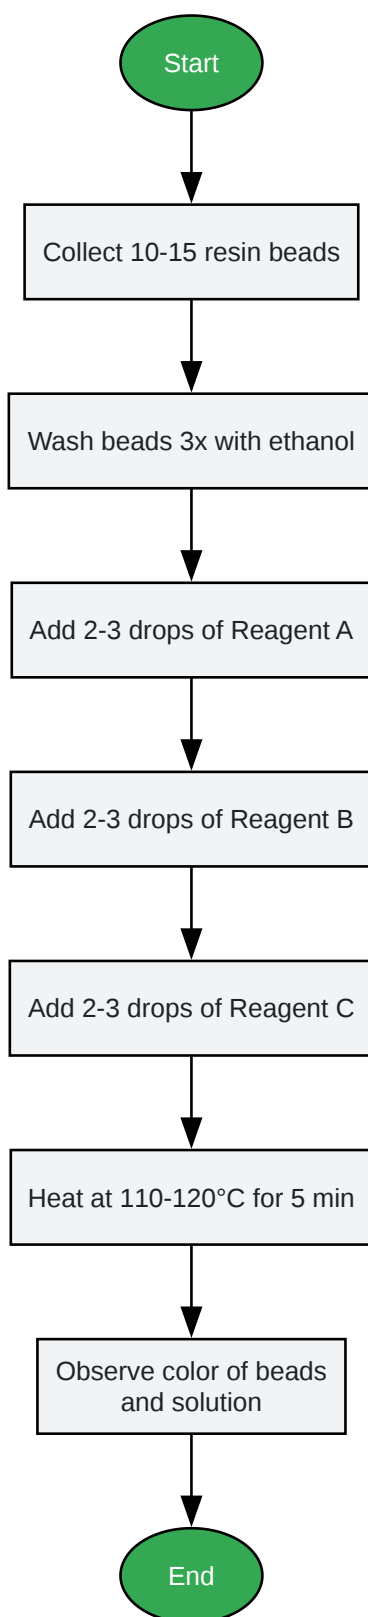 Start
Collect 10-15 resin beads
Wash beads 3x with ethanol
Add 2-3 drops of Reagent A
Add 2-3 drops of Reagent B
Add 2-3 drops of Reagent C
Heat at 110-120°C for 5 min
Observe color of beads
and solution
End